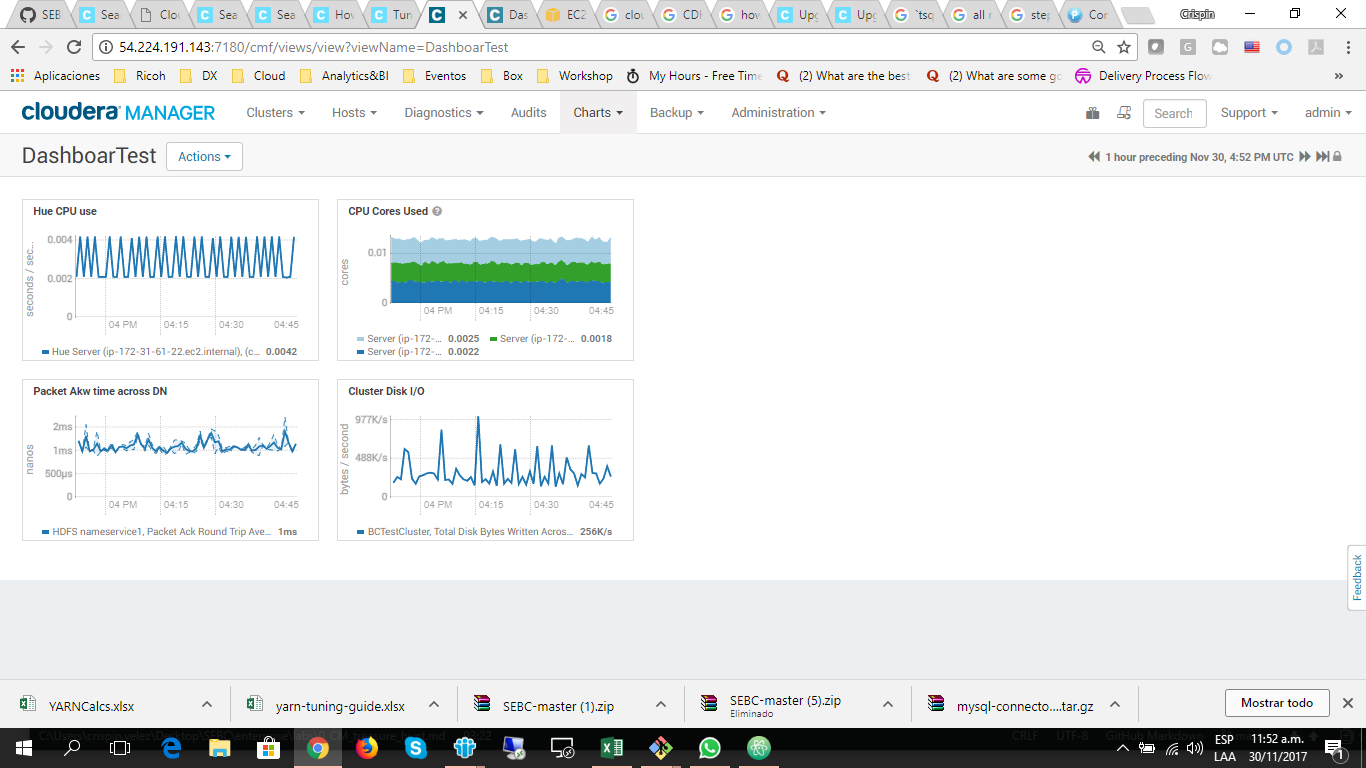 SEB
Sea
Clou
Sea
Sea
Hov
Tun
Das
EC2
clou
CDH
how
Upg
Upg
`tsq
all r
step
Cor
Crispin
54.224.191.143:7180/cmf/views/view?viewName=DashboarTest
Aplicaciones
Ricoh
DX
Cloud
Analytics&BI
Eventos
Box
Workshop
My Hours - Free Time
(2) What are the best
(2) What are some go
Delivery Process Flow
»
cloudera MANAGER
Clusters
Hosts
Diagnostics
Audits
Charts
Backup
Administration
Search
Support
admin
DashboarTest
Actions
1 hour preceding Nov 30, 4:52 PM UTC
Hue CPU use
seconds / sec...
0.004
0.002
0
04 PM
04:15
04:30
04:45
Hue Server (ip-172-31-61-22.ec2.internal), (c... 0.0042
CPU Cores Used
cores
0.01
0
04 PM
04:15
04:30
04:45
Server (ip-172-... 0.0025
Server (ip-172-... 0.0018
Server (ip-172-... 0.0022
Packet Akw time across DN
nanos
2ms
1ms
500µs
0
04 PM
04:15
04:30
04:45
HDFS nameservice1, Packet Ack Round Trip Ave... 1ms
Cluster Disk I/O
bytes / second
977K/s
488K/s
0
04 PM
04:15
04:30
04:45
BCTestCluster, Total Disk Bytes Written Acros... 256K/s
Feedback
YARNCalcs.xlsx
yarn-tuning-guide.xlsx
SEBC-master (1).zip
SEBC-master (5).zip
Eliminado
mysql-connecto....tar.gz
Mostrar todo
CRLF
UTF-8
GitHub Markdown
ESP
LAA
11:52 a.m.
30/11/2017
1